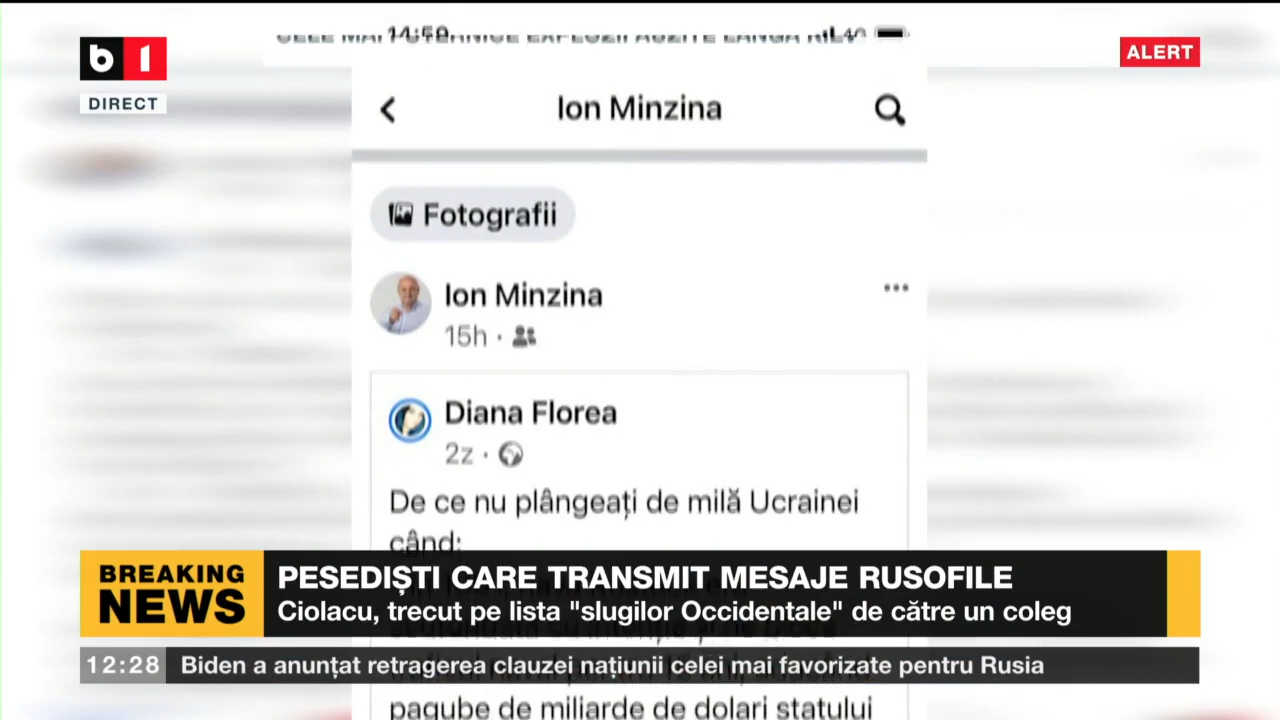 14:59
b1
DIRECT
ALERT
Ion Minzina
Fotografii
Ion Minzina
15h
Diana Florea
2z
De ce nu plângeați de milă Ucrainei
când:
BREAKING
NEWS
PESEDIȘTI CARE TRANSMIT MESAJE RUSOFILE
Ciolacu, trecut pe lista "slugilor Occidentale" de către un coleg
12:28 Biden a anunțat retragerea clauzei națiunii celei mai favorizate pentru Rusia
pagube de miliarde de dolari statului